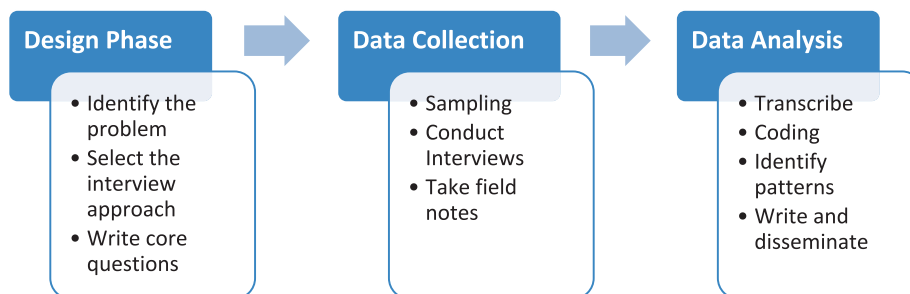 Design Phase
• Identify the
problem
• Select the
interview
approach
• Write core
questions
Data Collection
• Sampling
• Conduct
Interviews
• Take field
notes
Data Analysis
• Transcribe
• Coding
• Identify
patterns
• Write and
disseminate